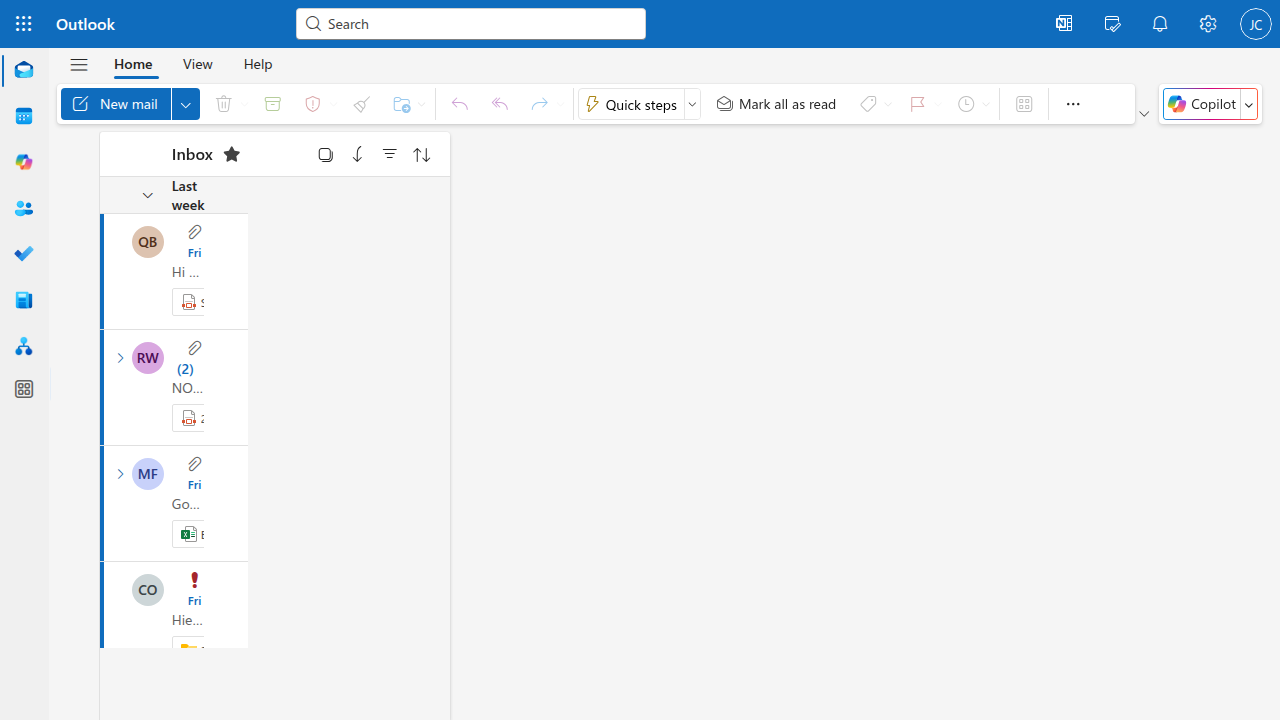 Outlook
Search
JC
Home View Help
New mail
Quick steps
Mark all as read
Copilot
Inbox
Last
week
QB
Fri
Hi ...
RW
(2)
NO...
MF
Fri
Go...
CO
Fri
Hie...